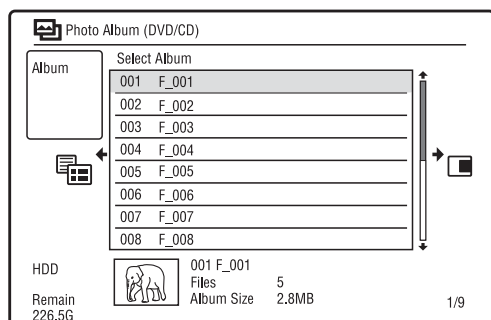 Photo Album (DVD/CD)
Album
Select Album
001 F_001
002 F_002
003 F_003
004 F_004
005 F_005
006 F_006
007 F_007
008 F_008
HDD
001 F_001
Files 5
Album Size 2.8MB
Remain
226.5G
1/9